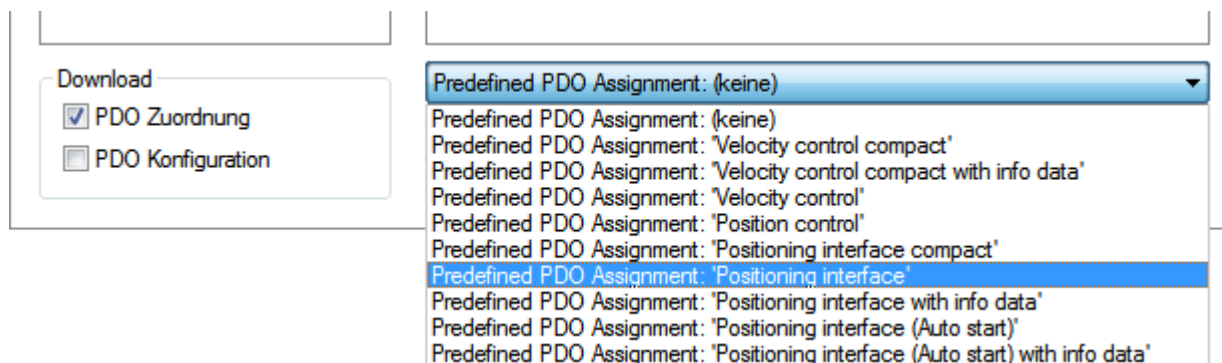 Download
PDO Zuordnung
PDO Konfiguration
Predefined PDO Assignment: (keine)
Predefined PDO Assignment: (keine)
Predefined PDO Assignment: 'Velocity control compact'
Predefined PDO Assignment: 'Velocity control compact with info data'
Predefined PDO Assignment: 'Velocity control'
Predefined PDO Assignment: 'Position control'
Predefined PDO Assignment: 'Positioning interface compact'
Predefined PDO Assignment: 'Positioning interface'
Predefined PDO Assignment: 'Positioning interface with info data'
Predefined PDO Assignment: 'Positioning interface (Auto start)'
Predefined PDO Assignment: 'Positioning interface (Auto start) with info data'